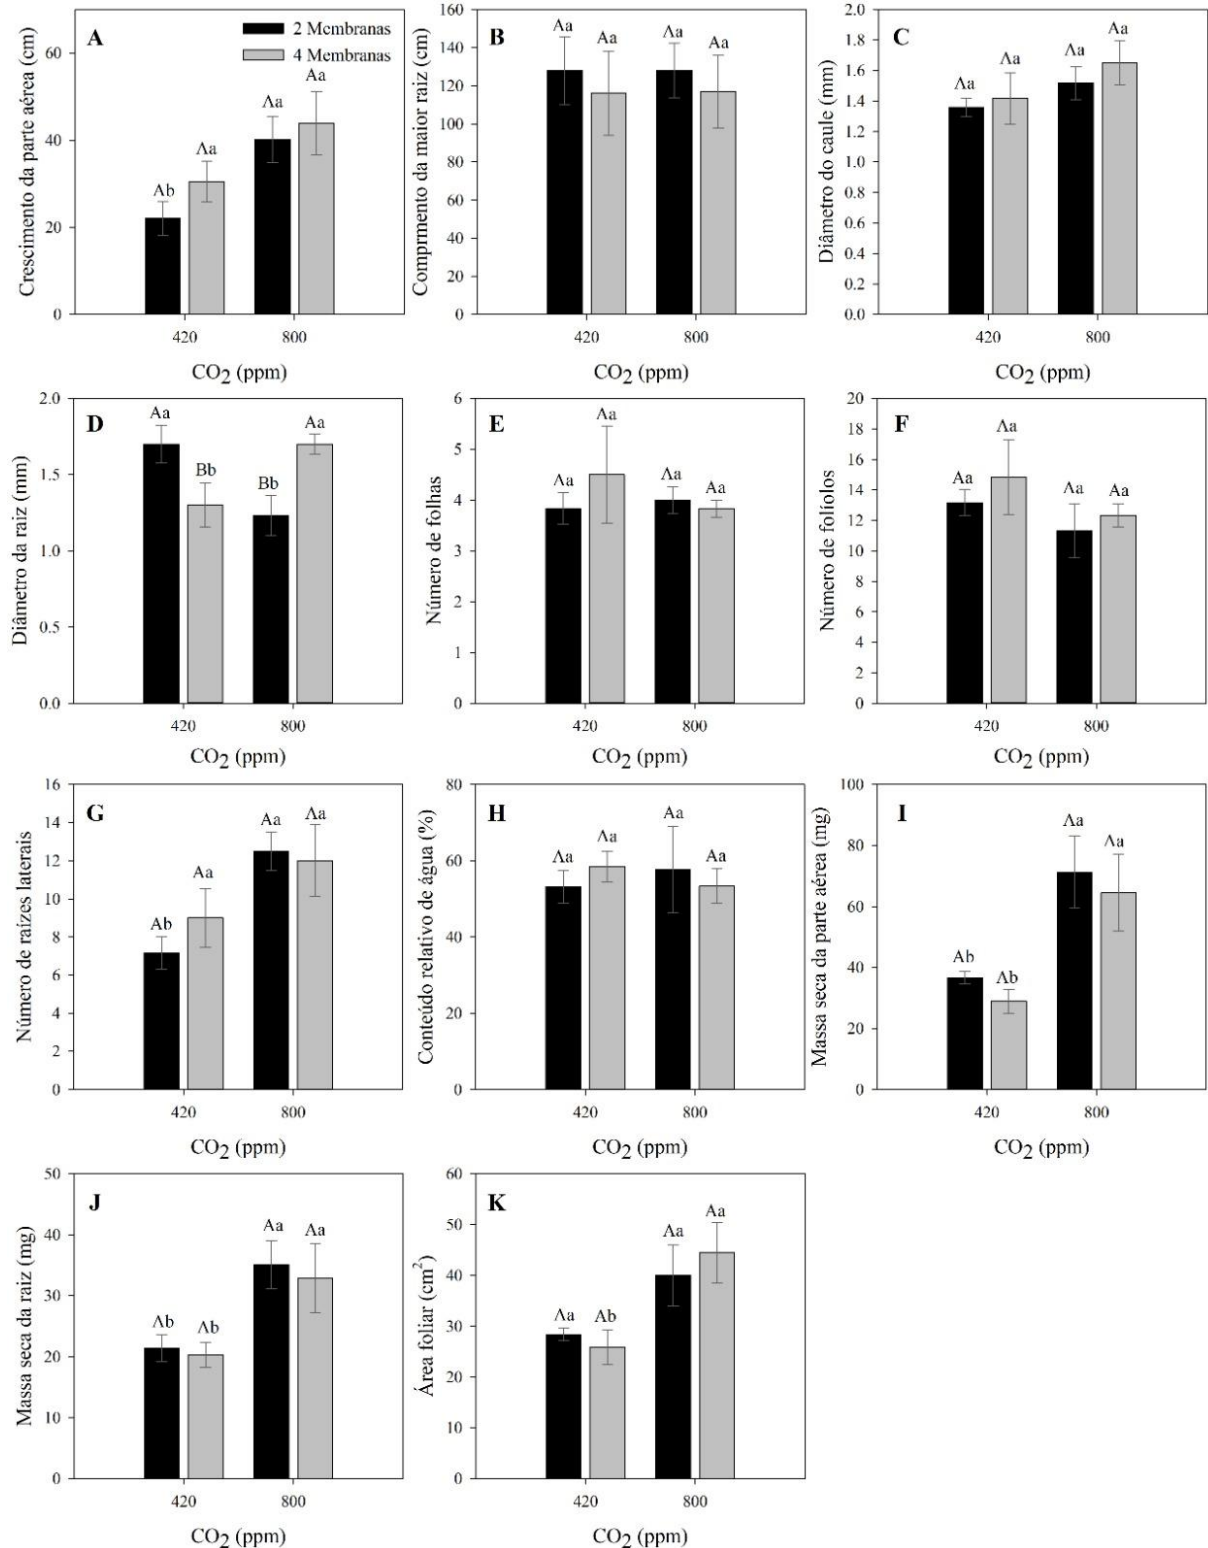 A
2 Membranas
4 Membranas
Crescimento da parte aérea (cm)
60
40
20
0
Ab
Aa
Aa
Aa
420
800
CO2 (ppm)
B
Comprmento da maior raiz (cm)
160
140
120
100
80
60
40
20
0
Aa
Aa
Aa
Aa
420
800
CO2 (ppm)
C
Diâmetro do caule (mm)
2.0
1.8
1.6
1.4
1.2
1.0
0.8
0.6
0.4
0.2
0.0
Aa
Aa
Aa
Aa
420
800
CO2 (ppm)
D
Diâmetro da raiz (mm)
2.0
1.5
1.0
0.5
0.0
Aa
Bb
Bb
Aa
420
800
CO2 (ppm)
E
Número de folhas
6
5
4
3
2
1
0
Aa
Aa
Aa
Aa
420
800
CO2 (ppm)
F
Número de folíolos
20
18
16
14
12
10
8
6
4
2
0
Aa
Aa
Aa
Aa
420
800
CO2 (ppm)
G
Número de raízes laterais
16
14
12
10
8
6
4
2
0
Ab
Aa
Aa
Aa
420
800
CO2 (ppm)
H
Conteúdo relativo de água (%)
80
60
40
20
0
Aa
Aa
Aa
Aa
420
800
CO2 (ppm)
I
Massa seca da parte aérea (mg)
100
80
60
40
20
0
Ab
Ab
Aa
Aa
420
800
CO2 (ppm)
J
Massa seca da raiz (mg)
50
40
30
20
10
0
Ab
Ab
Aa
Aa
420
800
CO2 (ppm)
K
Área foliar (cm²)
60
50
40
30
20
10
0
Aa
Ab
Aa
Aa
420
800
CO2 (ppm)